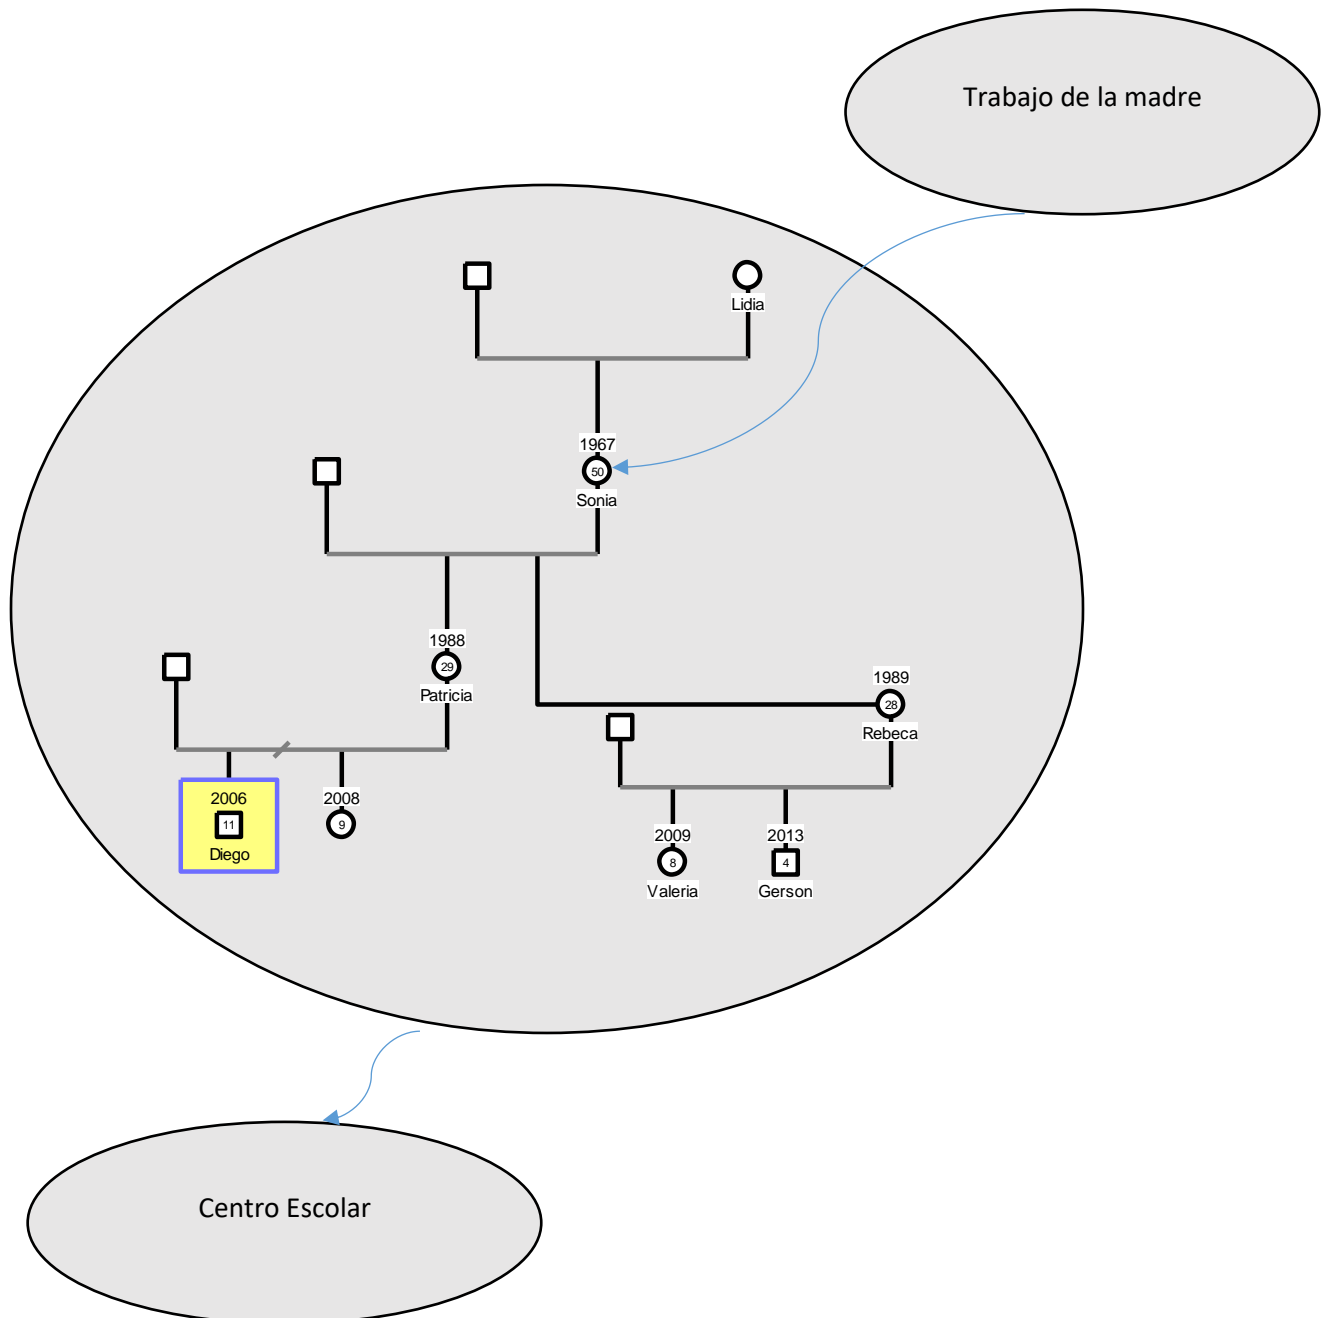 Trabajo de la madre
Lidia
1967
50
Sonia
1988
29
Patricia
1989
28
Rebeca
2006
11
Diego
2008
9
2009
8
Valeria
2013
4
Gerson
Centro Escolar